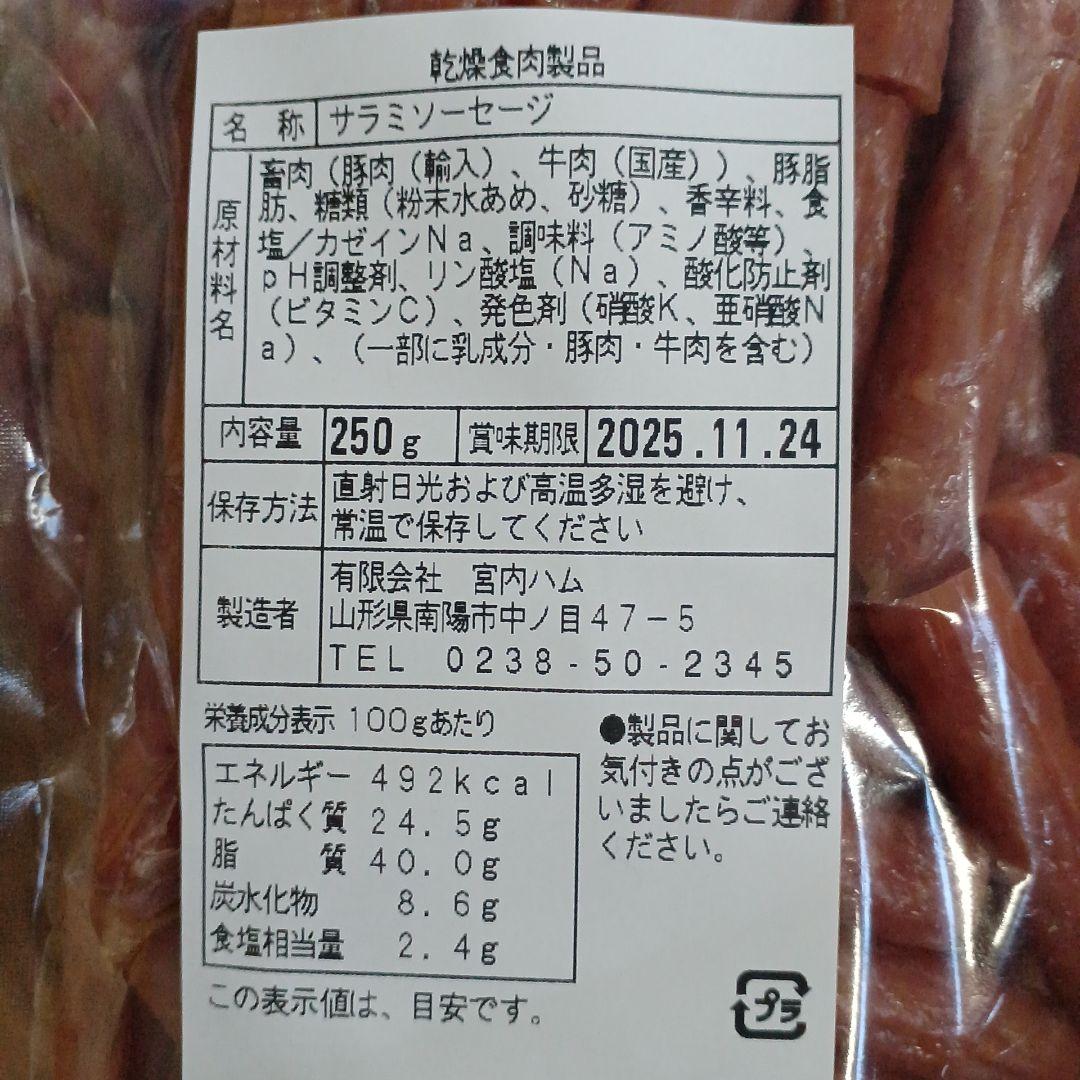 乾燥食肉製品
名 称 サラミソーセージ
原材料名
畜肉（豚肉（輸入）、牛肉（国産））、豚脂
肪、糖類（粉末水あめ、砂糖）、香辛料、食
塩／カゼインＮａ、調味料（アミノ酸等）、
ｐＨ調整剤、リン酸塩（Ｎａ）、酸化防止剤
（ビタミンＣ）、発色剤（硝酸Ｋ、亜硝酸Ｎ
ａ）、（一部に乳成分・豚肉・牛肉を含む）
内容量 250g 賞味期限 2025.11.24
保存方法
直射日光および高温多湿を避け、
常温で保存してください
製造者
有限会社 宮内ハム
山形県南陽市中ノ目４７－５
ＴＥＬ ０２３８-５０-２３４５
栄養成分表示 100gあたり
エネルギー 492kcal
たんぱく質 24.5g
脂 質 40.0g
炭水化物 8.6g
食塩相当量 2.4g
この表示値は、目安です。
●製品に関してお
気付きの点がござ
いましたらご連絡
ください。
プラ